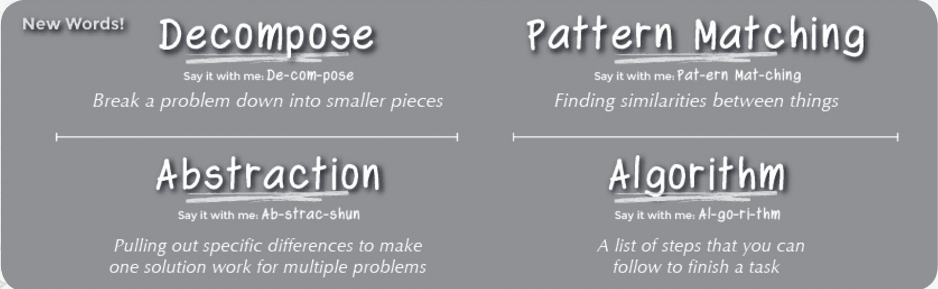 New Words!
Decompose
Say it with me: De-com-pose
Break a problem down into smaller pieces
Pattern Matching
Say it with me: Pat-ern Mat-ching
Finding similarities between things
Abstraction
Say it with me: Ab-strac-shun
Pulling out specific differences to make
one solution work for multiple problems
Algorithm
Say it with me: Al-go-ri-thm
A list of steps that you can
follow to finish a task